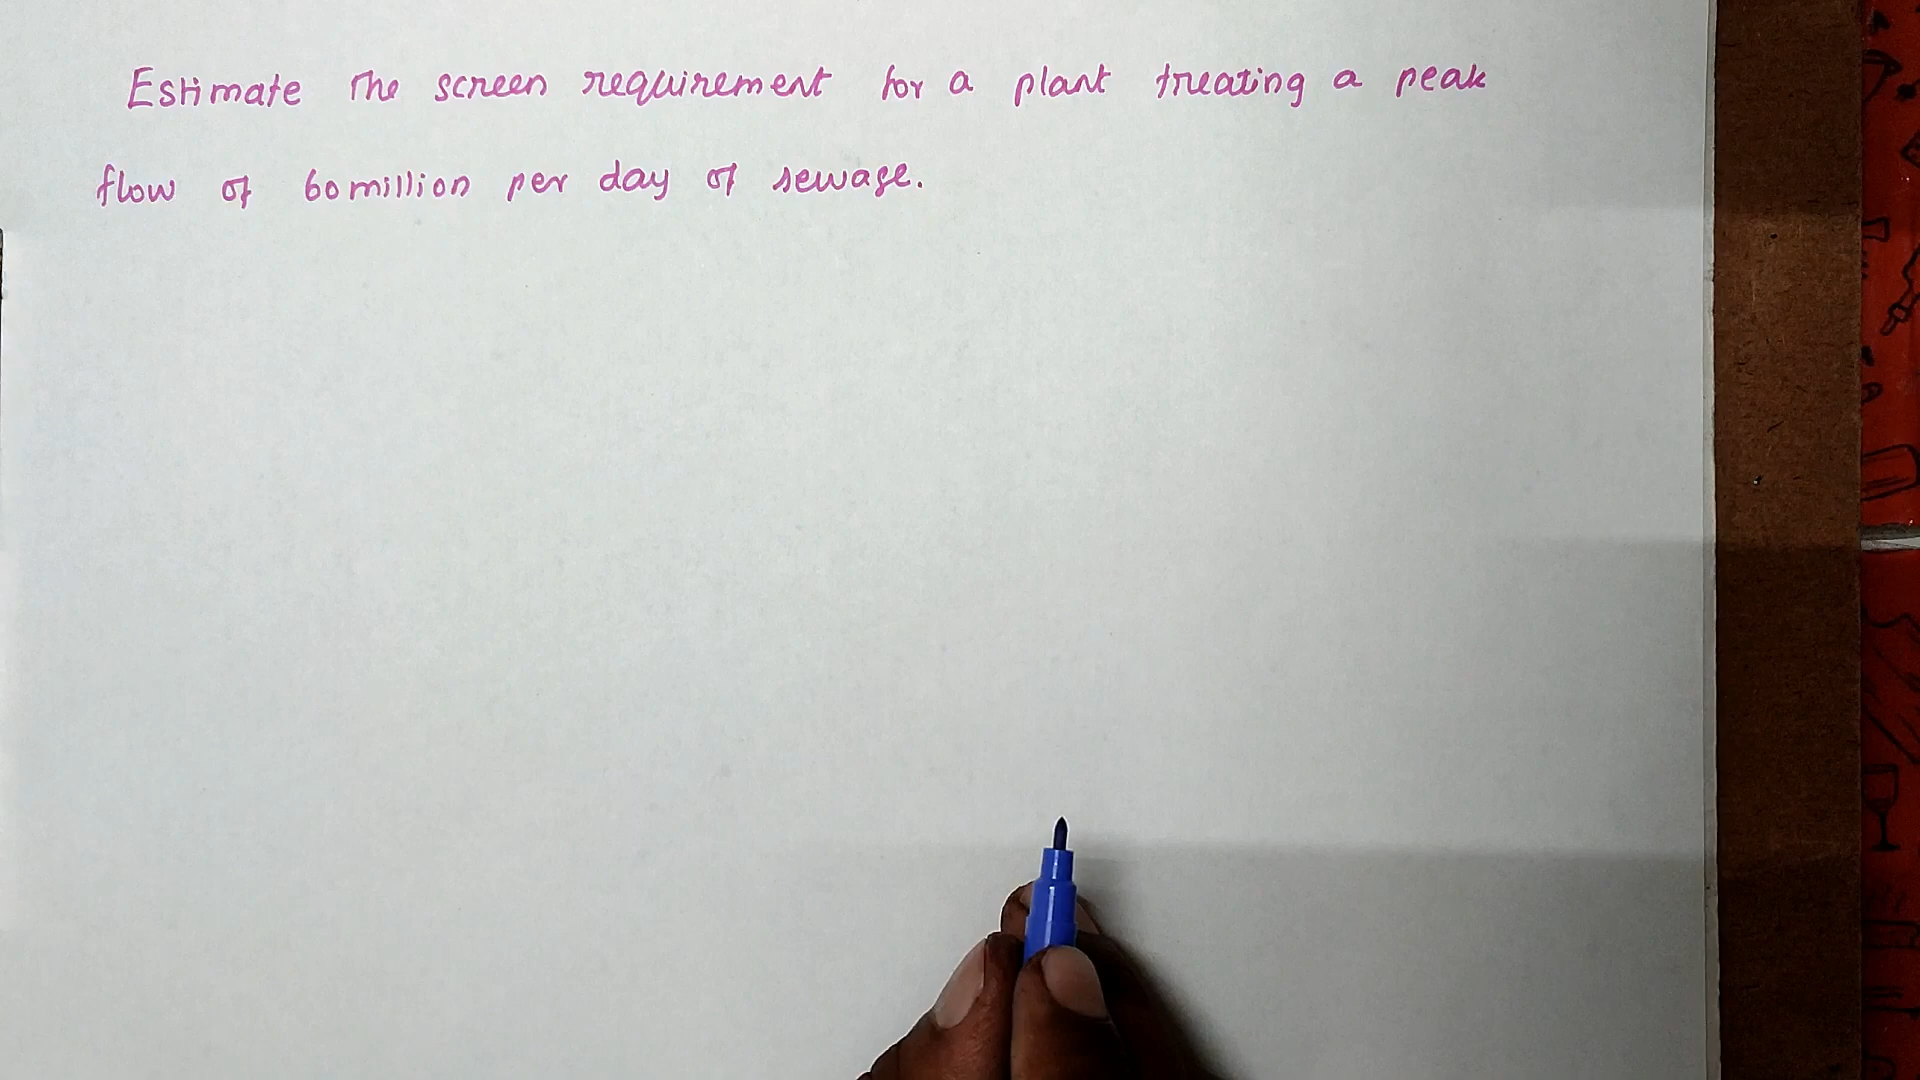 Estimate the screen requirement for a plant treating a peak
flow of 60 million per day of sewage.